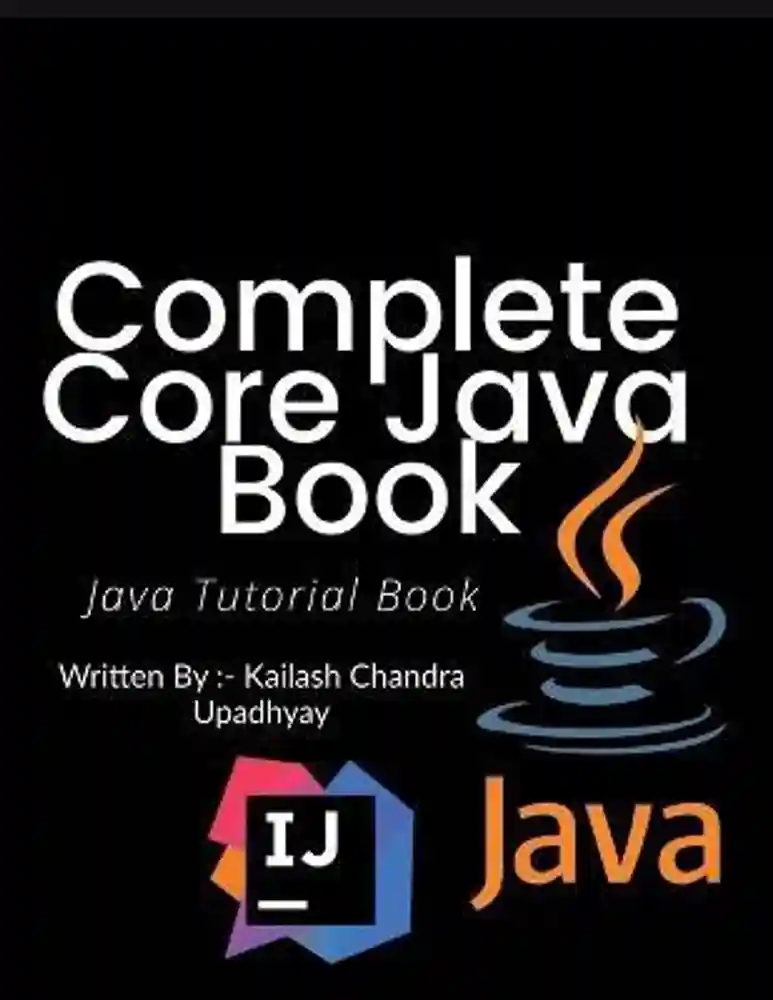 Complete
Core Java
Book
Java Tutorial Book
Written By :- Kailash Chandra
Upadhyay
IJ
Java